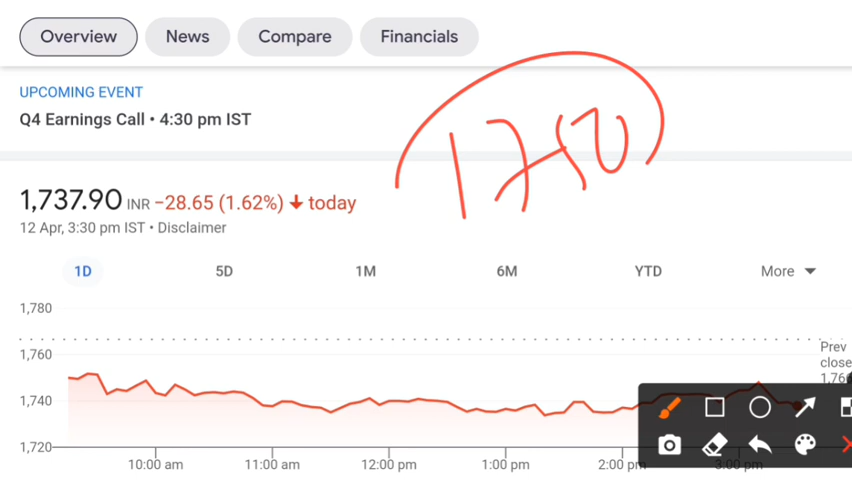 Overview News Compare Financials
UPCOMING EVENT
Q4 Earnings Call • 4:30 pm IST
1750
1,737.90 INR −28.65 (1.62%) ↓ today
12 Apr, 3:30 pm IST • Disclaimer
1D 5D 1M 6M YTD More
1,780
Prev
1,760
close
1,740
1,720
10:00 am 11:00 am 12:00 pm 1:00 pm 2:00 pm 3:00 pm